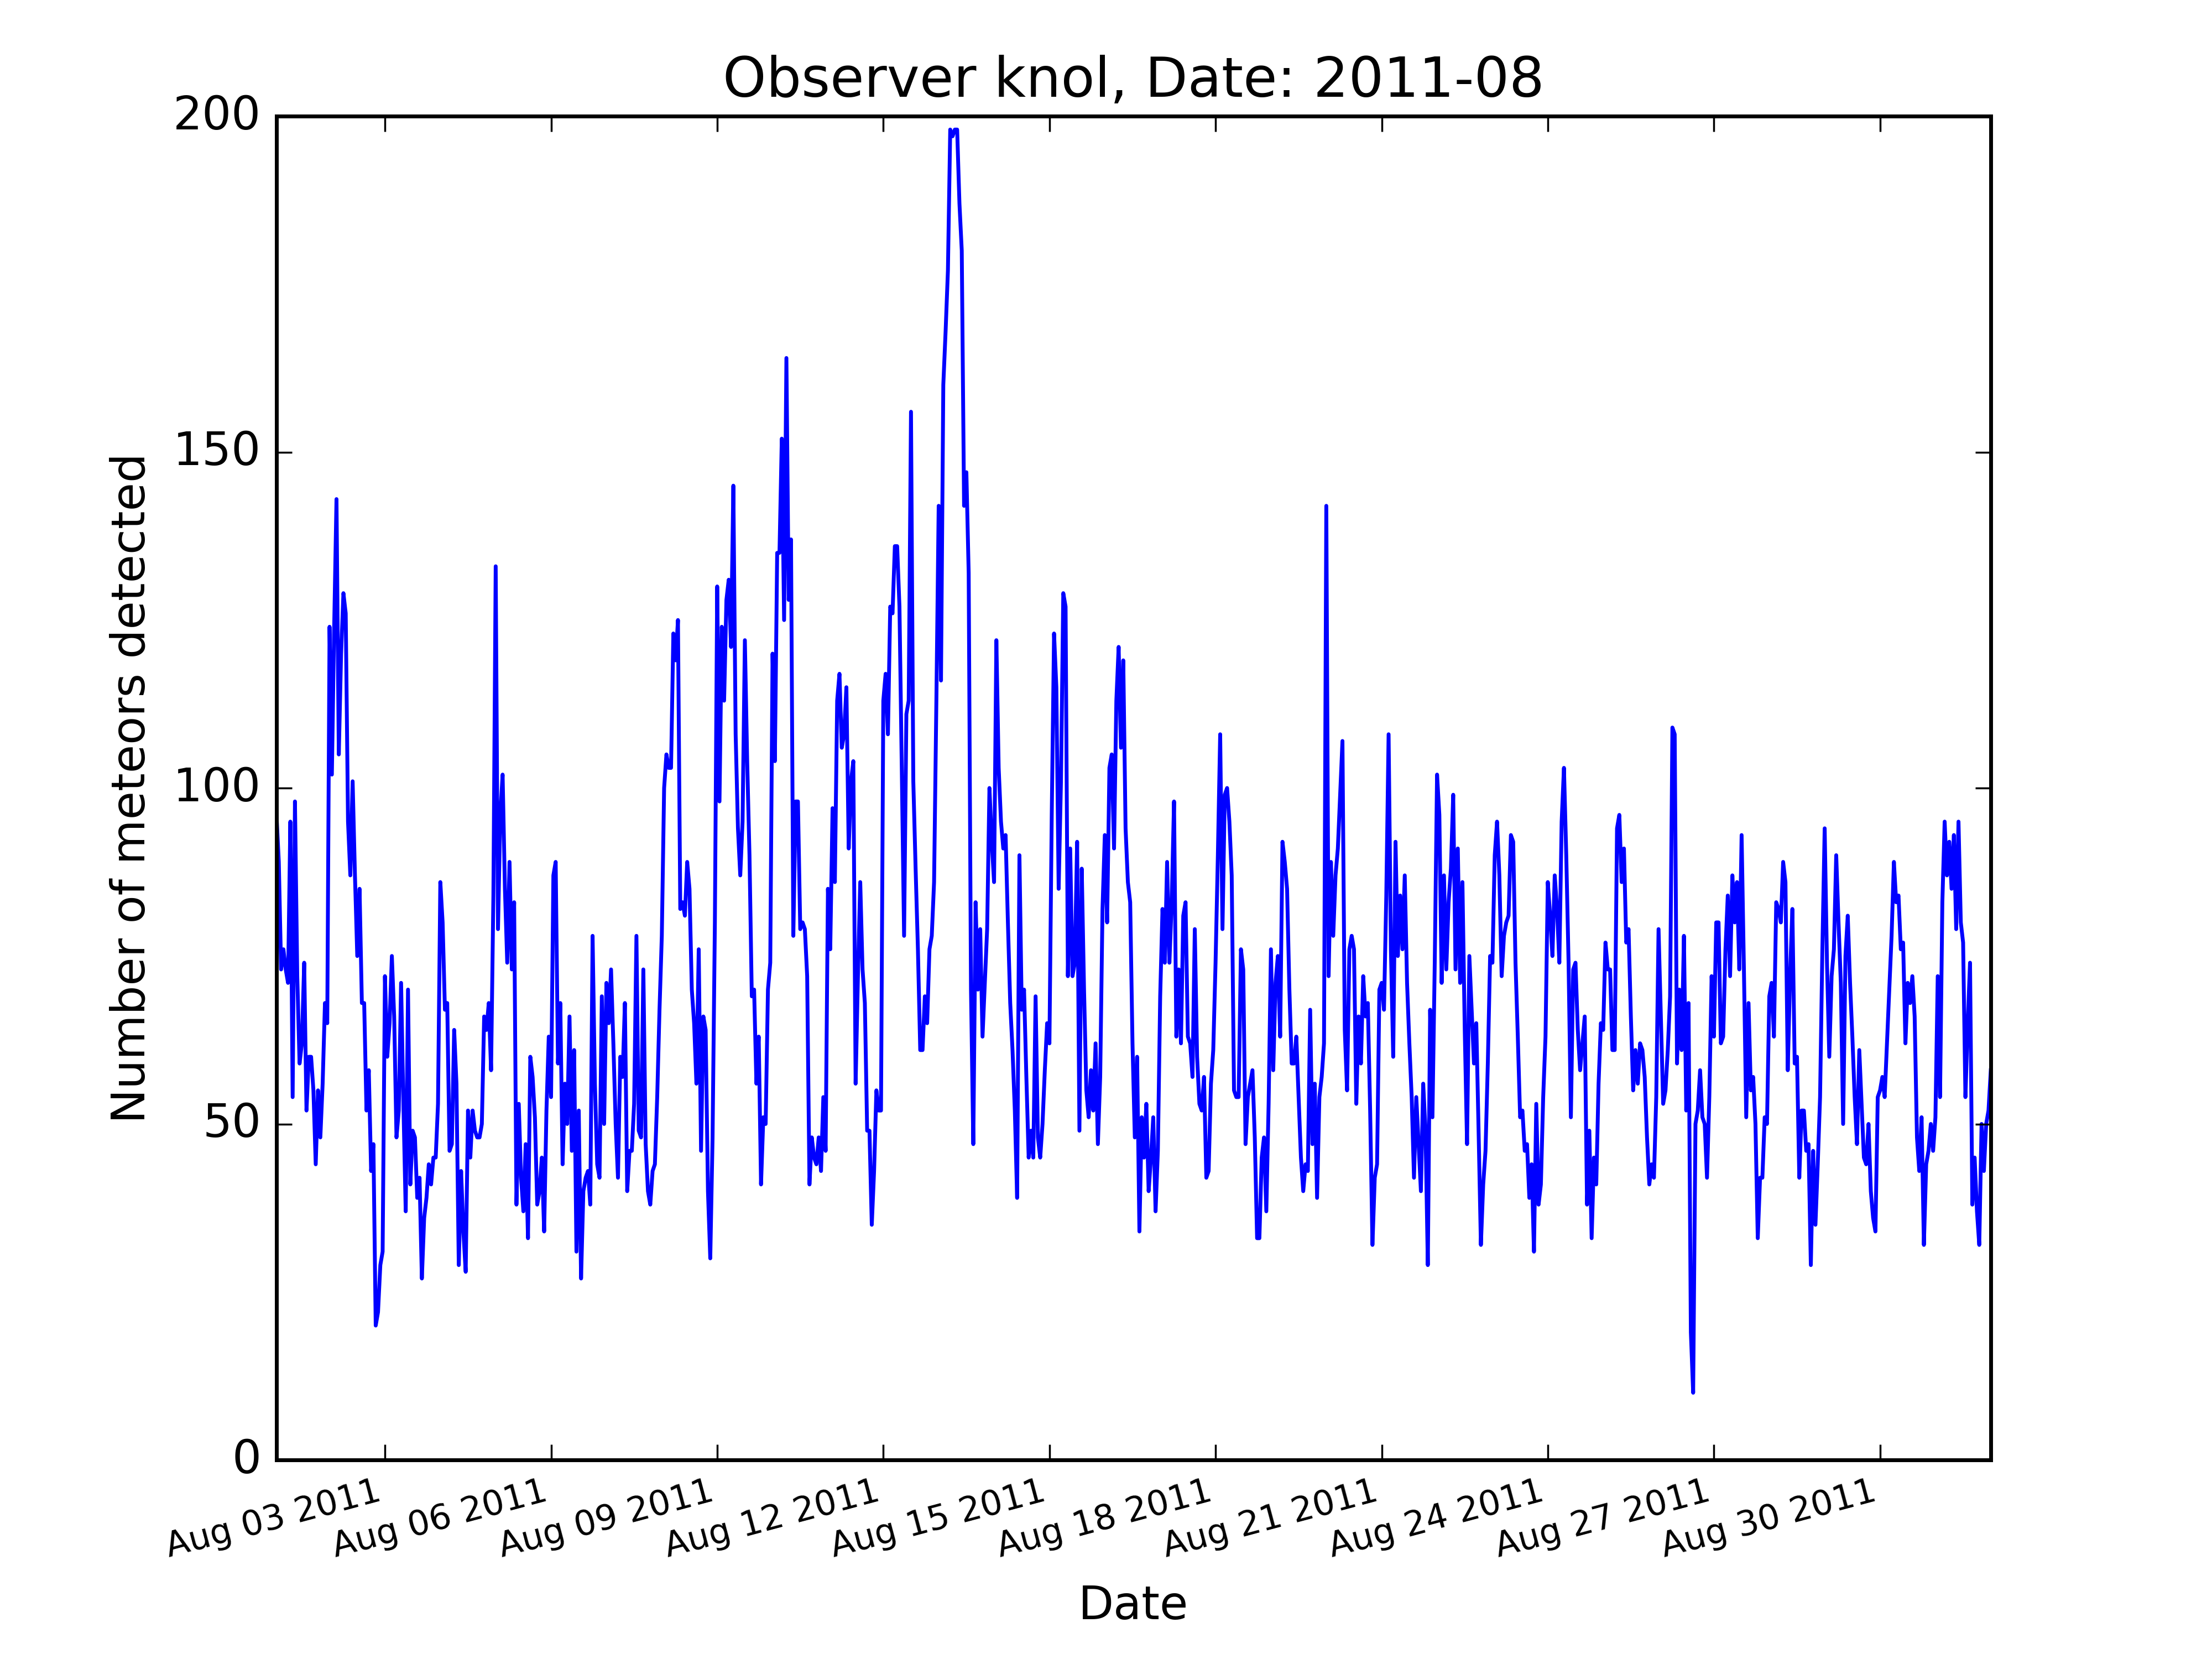 Observer knol, Date: 2011-08
200
150
100
50
0
Number of meteors detected
Aug 03 2011
Aug 06 2011
Aug 09 2011
Aug 12 2011
Aug 15 2011
Aug 18 2011
Aug 21 2011
Aug 24 2011
Aug 27 2011
Aug 30 2011
Date